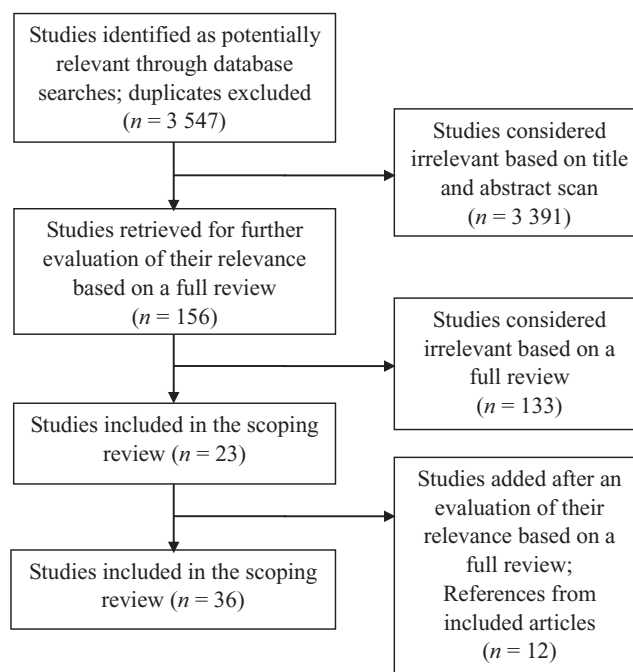 Studies identified as potentially
relevant through database
searches; duplicates excluded
(n = 3 547)
Studies considered
irrelevant based on title
and abstract scan
(n = 3 391)
Studies retrieved for further
evaluation of their relevance
based on a full review
(n = 156)
Studies considered
irrelevant based on a
full review
(n = 133)
Studies included in the scoping
review (n = 23)
Studies added after an
evaluation of their
relevance based on a
full review;
References from
included articles
(n = 12)
Studies included in the scoping
review (n = 36)